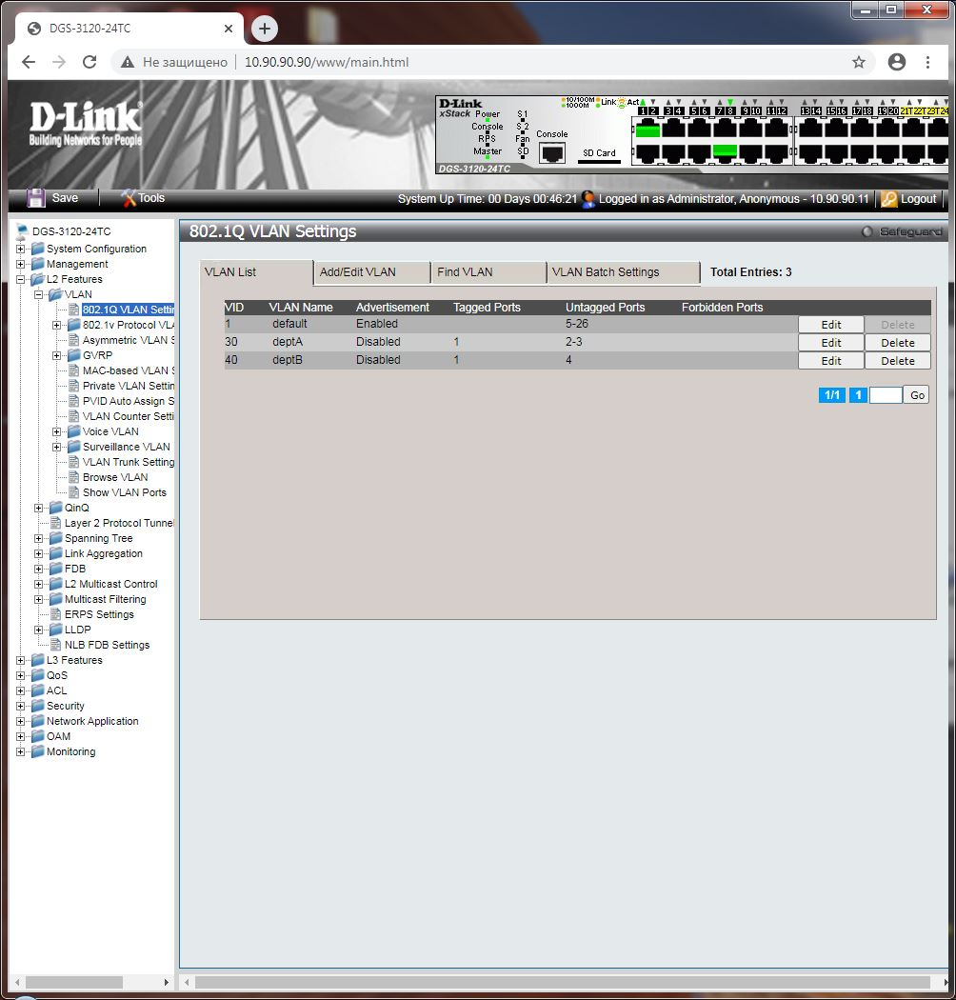 DGS-3120-24TC
Не защищено 10.90.90.90/www/main.html
D-Link
Building Networks for People
D-Link
xStack
Power
Console
RPS
Master
S1
S2
Fan
SD
Console
SD Card
10/100M
1000M
Link
Act
1 2 3 4 5 6 7 8 9 10 11 12 13 14 15 16 17 18 19 20 21T 22T 23T 24
DGS-3120-24TC
Save Tools System Up Time: 00 Days 00:46:21 Logged in as Administrator, Anonymous - 10.90.90.11 Logout
DGS-3120-24TC
System Configuration
Management
L2 Features
VLAN
802.1Q VLAN Settin
802.1v Protocol VLA
Asymmetric VLAN S
GVRP
MAC-based VLAN S
Private VLAN Settin
PVID Auto Assign S
VLAN Counter Setti
Voice VLAN
Surveillance VLAN
VLAN Trunk Setting
Browse VLAN
Show VLAN Ports
QinQ
Layer 2 Protocol Tunnel
Spanning Tree
Link Aggregation
FDB
L2 Multicast Control
Multicast Filtering
ERPS Settings
LLDP
NLB FDB Settings
L3 Features
QoS
ACL
Security
Network Application
OAM
Monitoring
802.1Q VLAN Settings Safeguard
VLAN List Add/Edit VLAN Find VLAN VLAN Batch Settings Total Entries: 3
VID VLAN Name Advertisement Tagged Ports Untagged Ports Forbidden Ports
1 default Enabled 5-26 Edit Delete
30 deptA Disabled 1 2-3 Edit Delete
40 deptB Disabled 1 4 Edit Delete
1/1 1 Go